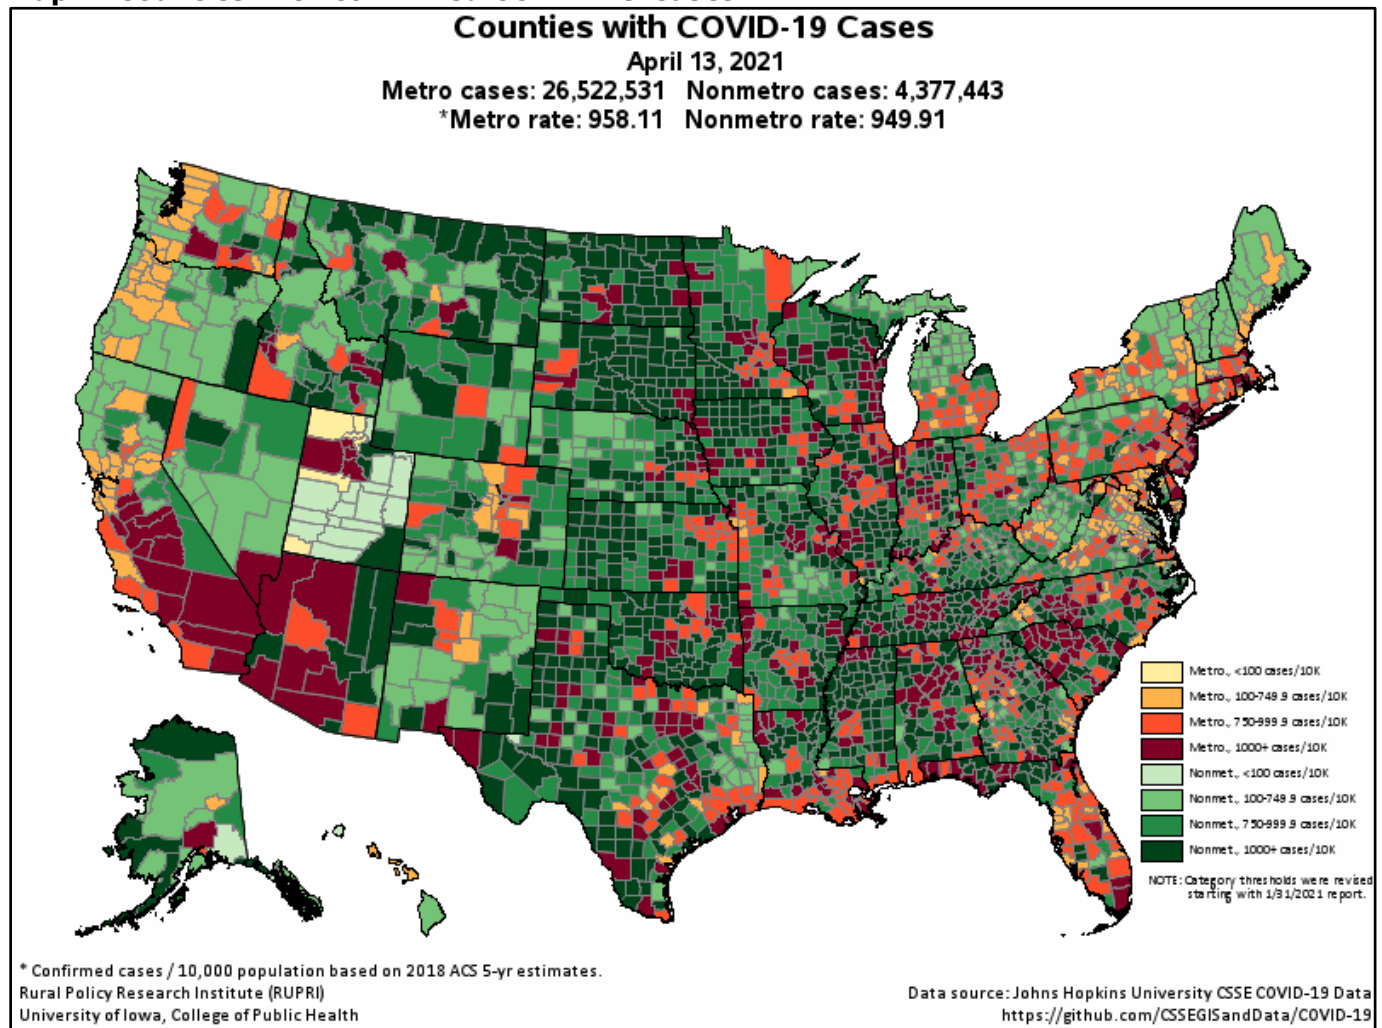 Counties with COVID-19 Cases
April 13, 2021
Metro cases: 26,522,531 Nonmetro cases: 4,377,443
*Metro rate: 958.11 Nonmetro rate: 949.91
Metro., <100 cases/10K
Metro., 100-749.9 cases/10K
Metro., 750-999.9 cases/10K
Metro., 1000+ cases/10K
Nonmet., <100 cases/10K
Nonmet., 100-749.9 cases/10K
Nonmet., 750-999.9 cases/10K
Nonmet., 1000+ cases/10K
NOTE: Category thresholds were revised
starting with 1/31/2021 report.
* Confirmed cases / 10,000 population based on 2018 ACS 5-yr estimates.
Rural Policy Research Institute (RUPRI)
University of Iowa, College of Public Health
Data source: Johns Hopkins University CSSE COVID-19 Data
https://github.com/CSSEGISandData/COVID-19